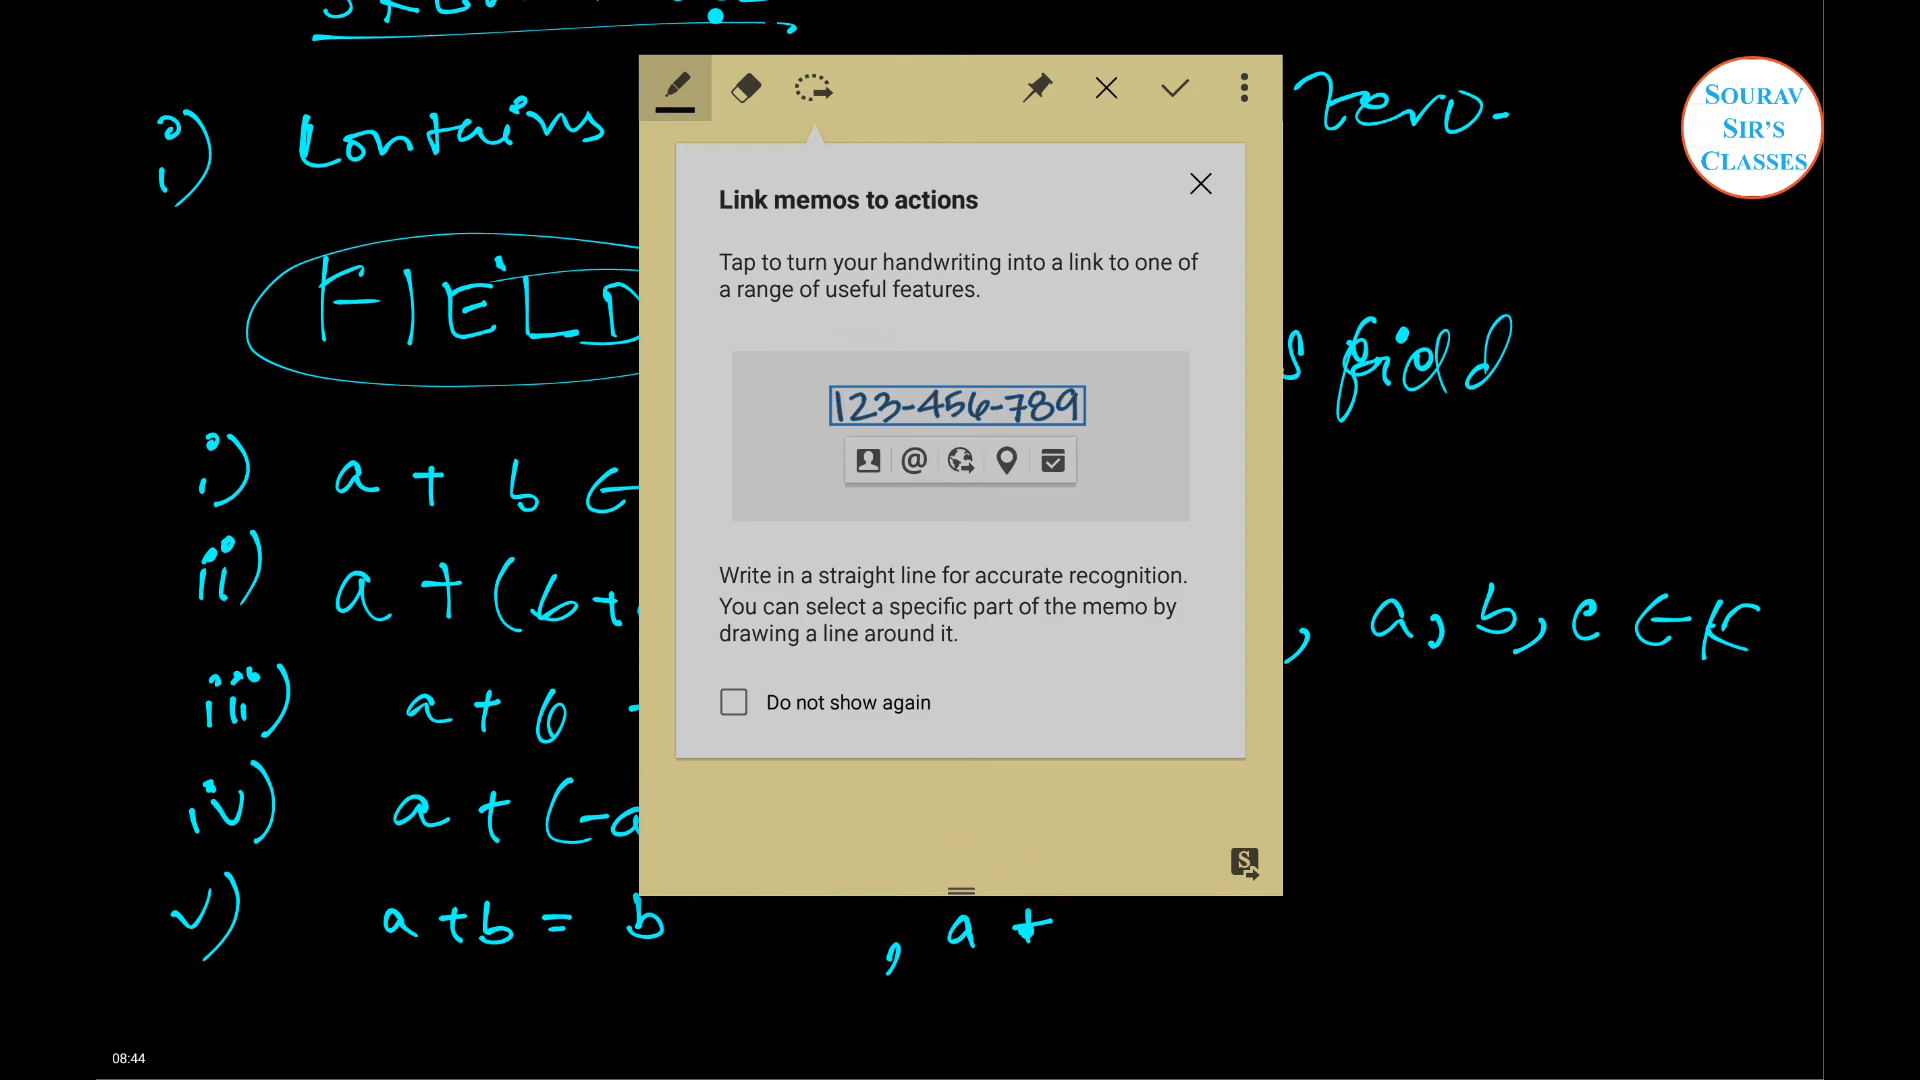 i) Contains zero.
SOURAV
SIR'S
CLASSES
Link memos to actions
Tap to turn your handwriting into a link to one of
a range of useful features.
FIELD field
123-456-789
@
i) a + b ∈
Write in a straight line for accurate recognition.
You can select a specific part of the memo by
drawing a line around it.
ii) a + (b+ , a, b, c ∈ K
Do not show again
iii) a + 0
iv) a + (-a
S
v) a + b = b , a +
08:44